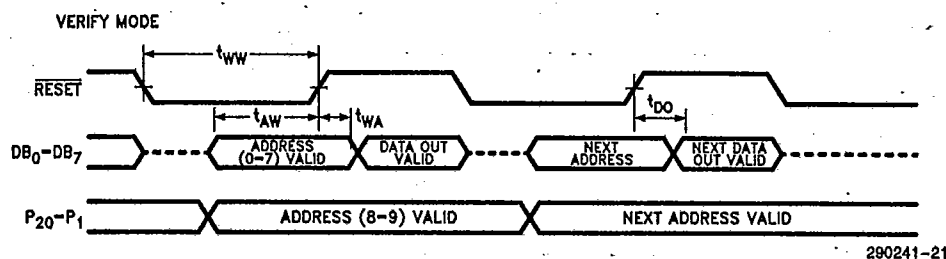 VERIFY MODE
tWW
RESET
tAW
tWA
tDO
DB0–DB7
ADDRESS
(0–7) VALID
DATA OUT
VALID
NEXT
ADDRESS
NEXT DATA
OUT VALID
P20–P1
ADDRESS (8–9) VALID
NEXT ADDRESS VALID
290241–21